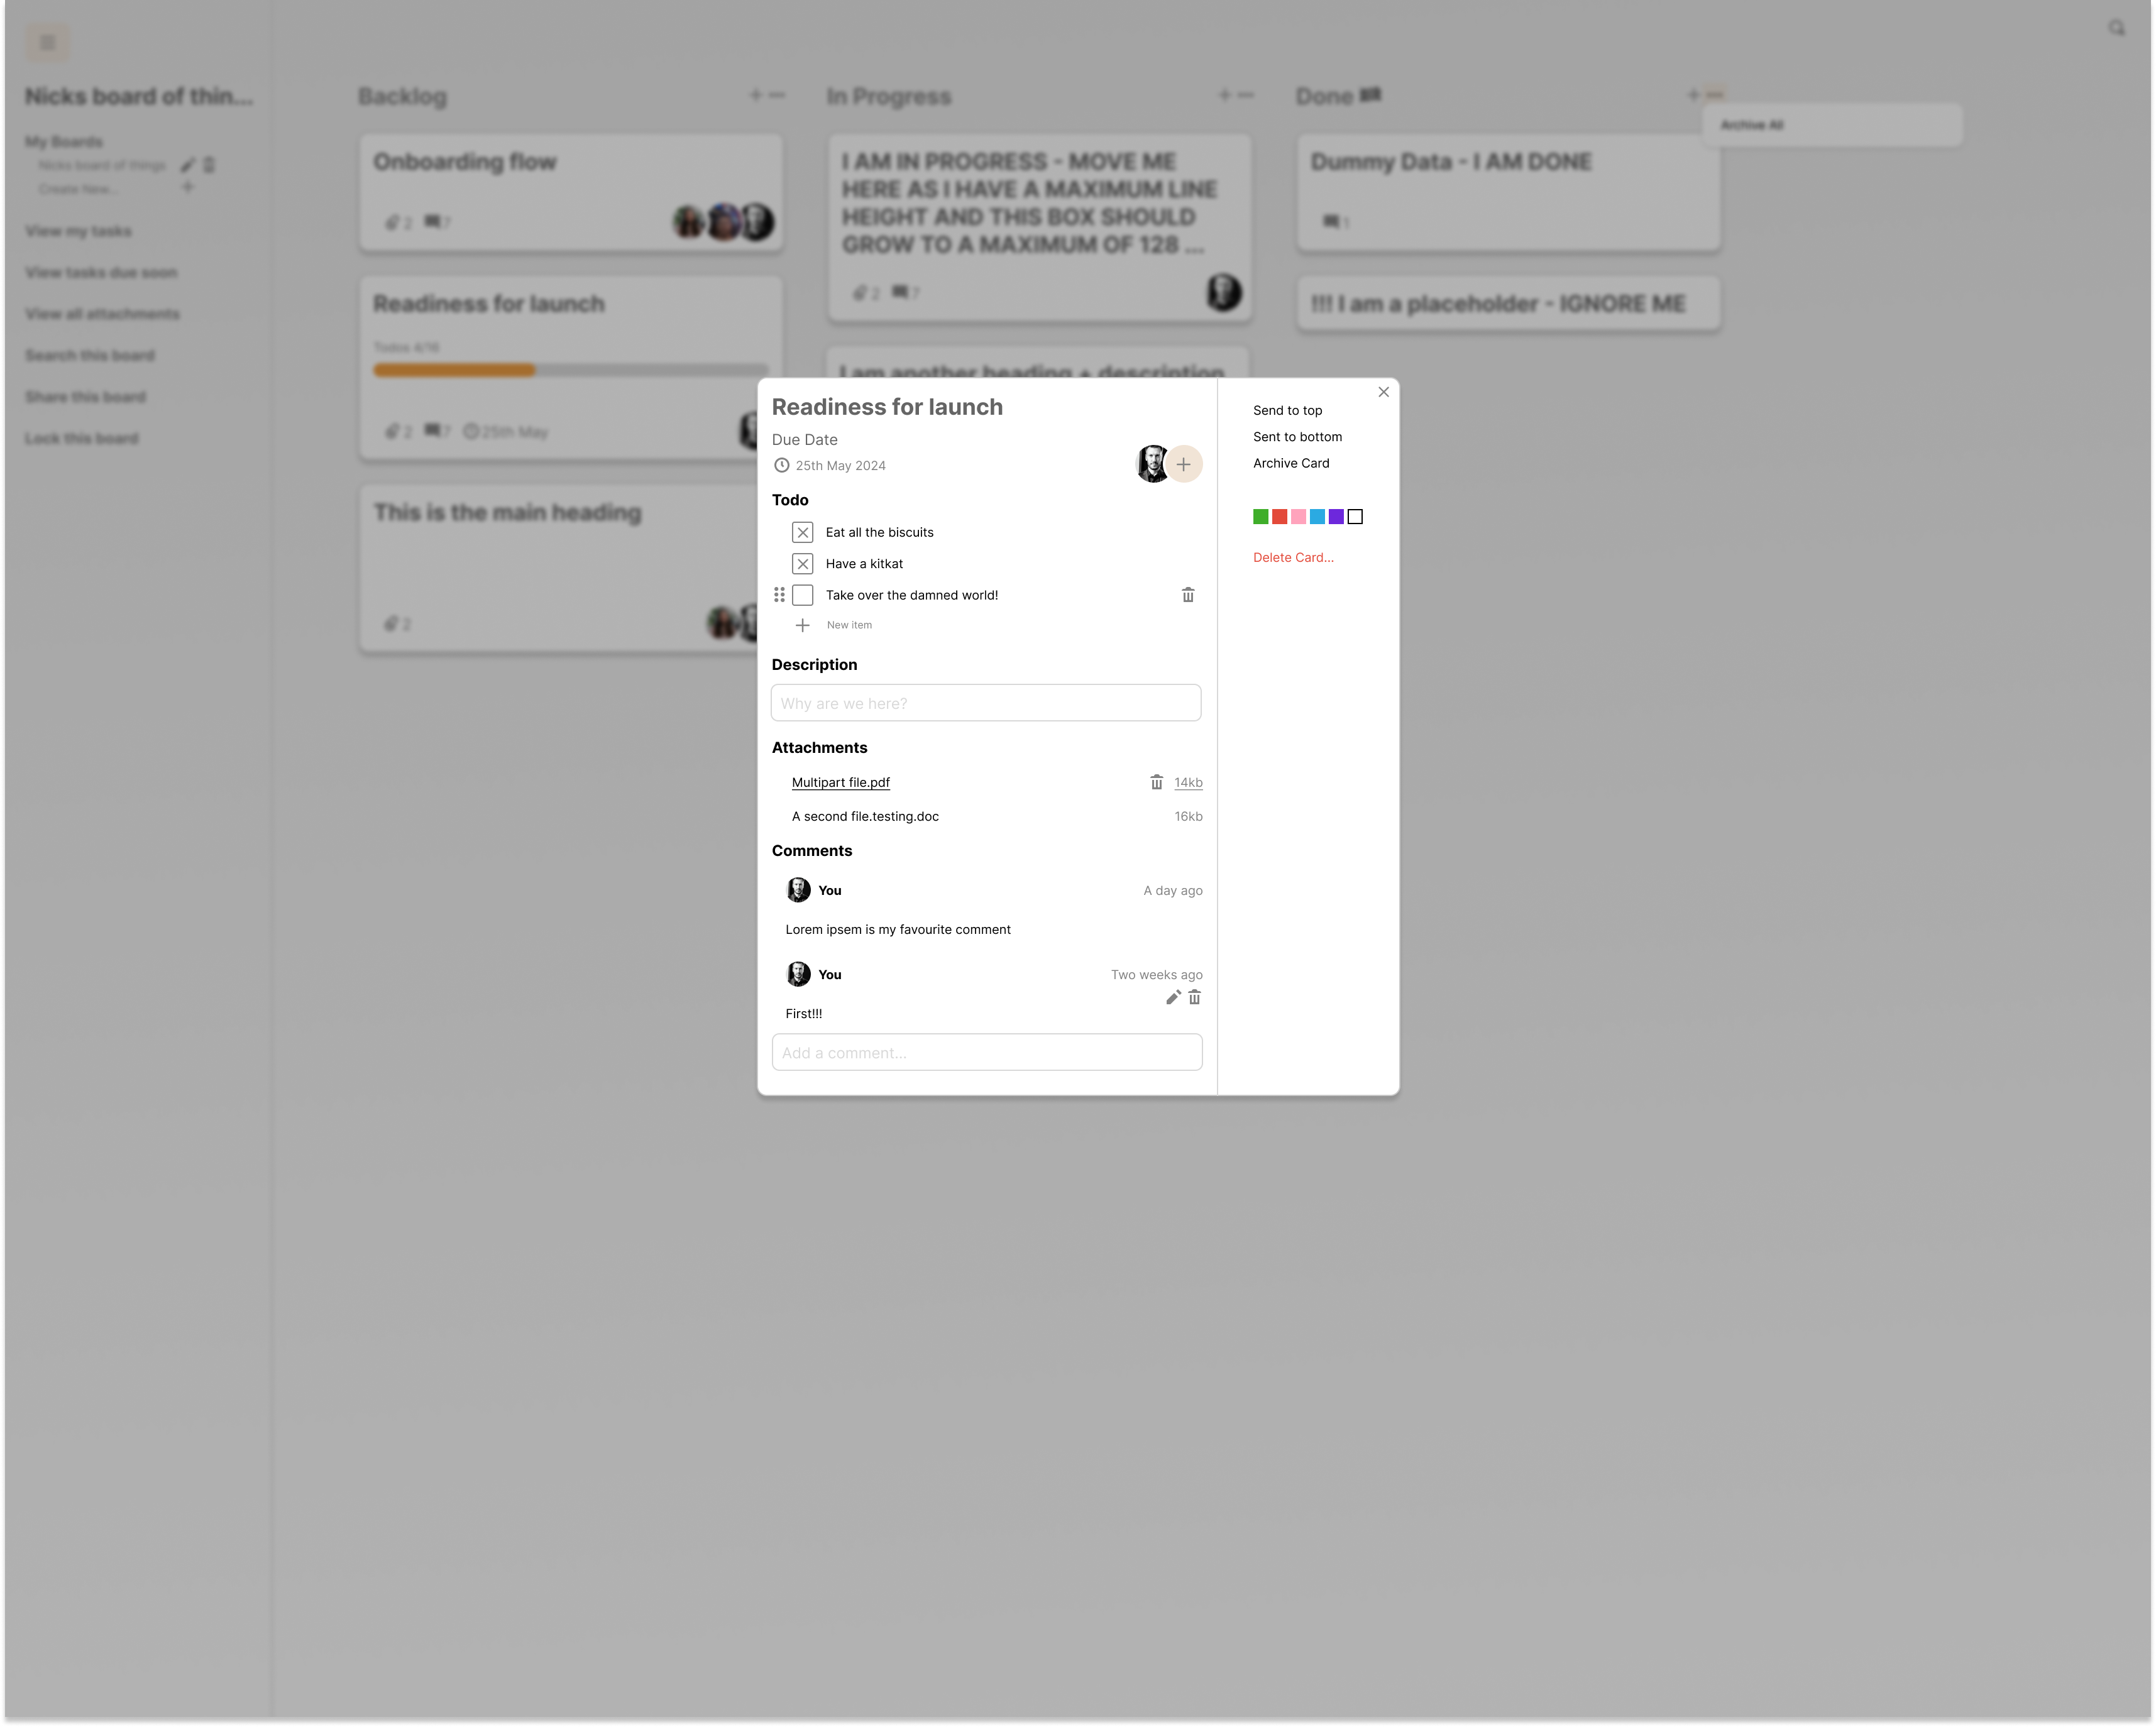 Nicks board of thin...
My Boards
Nicks board of things
Create New...
View my tasks
View tasks due soon
View all attachments
Search this board
Share this board
Lock this board
Backlog
Onboarding flow
2 7
Readiness for launch
Todos 4/16
2 7 25th May
This is the main heading
2
In Progress
I AM IN PROGRESS - MOVE ME
HERE AS I HAVE A MAXIMUM LINE
HEIGHT AND THIS BOX SHOULD
GROW TO A MAXIMUM OF 128 ...
2 7
I am another heading + description
Done
Archive All
Dummy Data - I AM DONE
1
!!! I am a placeholder - IGNORE ME
Readiness for launch
Due Date
25th May 2024
Todo
Eat all the biscuits
Have a kitkat
Take over the damned world!
New item
Description
Why are we here?
Attachments
Multipart file.pdf 14kb
A second file.testing.doc 16kb
Comments
You A day ago
Lorem ipsem is my favourite comment
You Two weeks ago
First!!!
Add a comment...
Send to top
Sent to bottom
Archive Card
Delete Card...